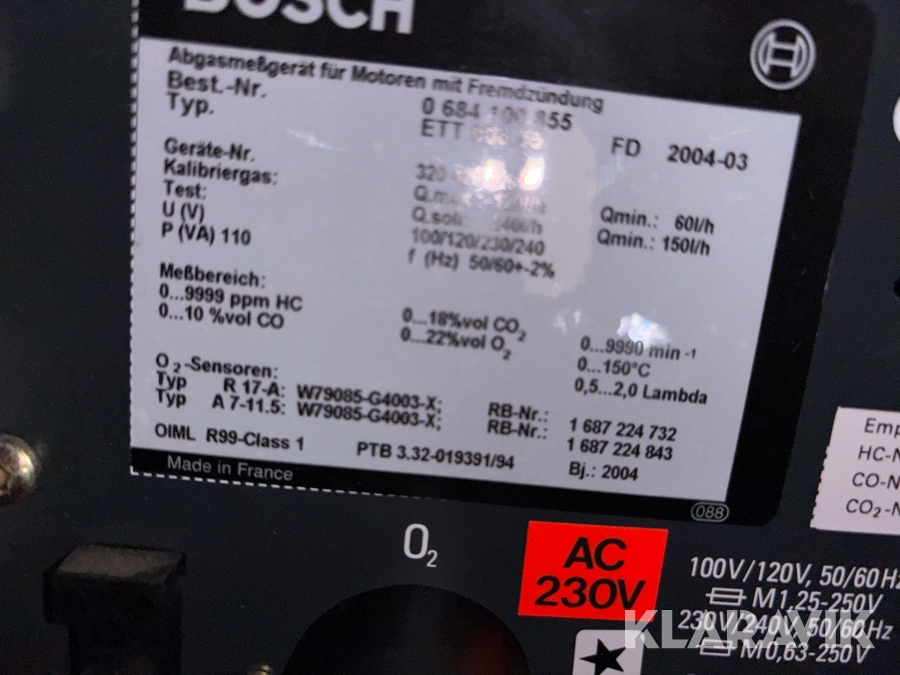 BOSCH
Abgasmeßgerät für Motoren mit Fremdzündung
Best.-Nr. 0 684 100 855
Typ. ETT FD 2004-03
Geräte-Nr. 320
Kalibriergas: Qmin.: 60l/h
Test: Q.soll: 340l/h Qmin.: 150l/h
U (V) 100/120/230/240
P (VA) 110 f (Hz) 50/60+-2%
Meßbereich:
0...9999 ppm HC 0...18%vol CO₂ 0...9990 min -1
0...10 %vol CO 0...22%vol O₂ 0...150°C
0,5...2,0 Lambda
O₂-Sensoren:
Typ R 17-A: W79085-G4003-X; RB-Nr.: 1 687 224 732
Typ A 7-11.5: W79085-G4003-X; RB-Nr.: 1 687 224 843
OIML R99-Class 1 PTB 3.32-019391/94 Bj.: 2004
Made in France
088
HC-N
CO-N
CO₂-N
O₂
AC
230V
100V/120V, 50/60Hz
M1,25-250V
230V/240V, 50/60Hz
M0,63-250V
KLARAVIK